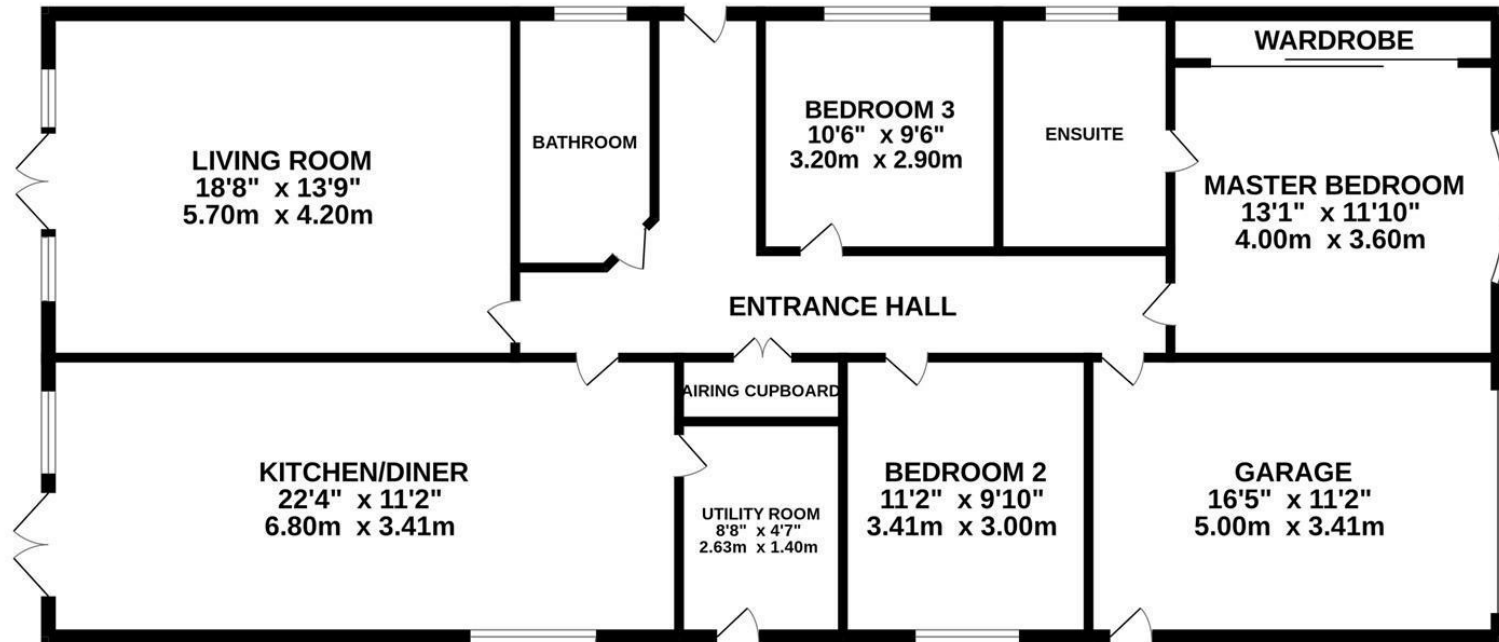 WARDROBE
BEDROOM 3
10'6" x 9'6"
3.20m x 2.90m
BATHROOM
ENSUITE
LIVING ROOM
18'8" x 13'9"
5.70m x 4.20m
MASTER BEDROOM
13'1" x 11'10"
4.00m x 3.60m
ENTRANCE HALL
AIRING CUPBOARD
KITCHEN/DINER
22'4" x 11'2"
6.80m x 3.41m
UTILITY ROOM
8'8" x 4'7"
2.63m x 1.40m
BEDROOM 2
11'2" x 9'10"
3.41m x 3.00m
GARAGE
16'5" x 11'2"
5.00m x 3.41m